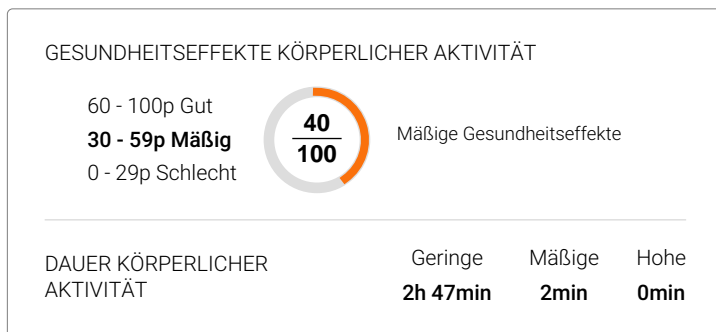 GESUNDHEITSEFFEKTE KÖRPERLICHER AKTIVITÄT
60 - 100p Gut
30 - 59p Mäßig
0 - 29p Schlecht
40
100
Mäßige Gesundheitseffekte
DAUER KÖRPERLICHER
AKTIVITÄT
Geringe Mäßige Hohe
2h 47min 2min 0min